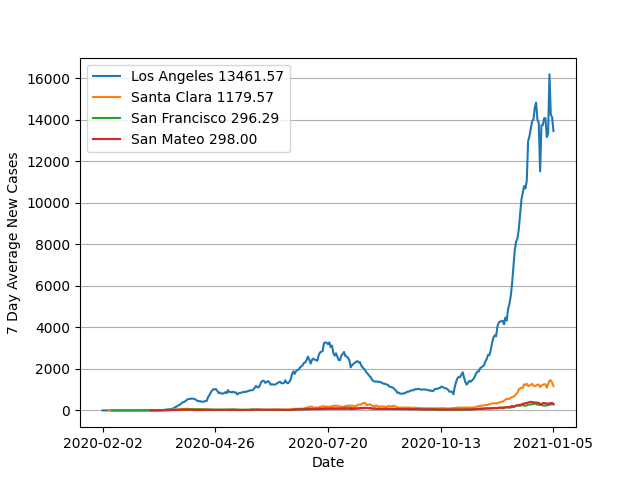 Los Angeles 13461.57
Santa Clara 1179.57
San Francisco 296.29
San Mateo 298.00
7 Day Average New Cases
16000
14000
12000
10000
8000
6000
4000
2000
0
2020-02-02 2020-04-26 2020-07-20 2020-10-13 2021-01-05
Date